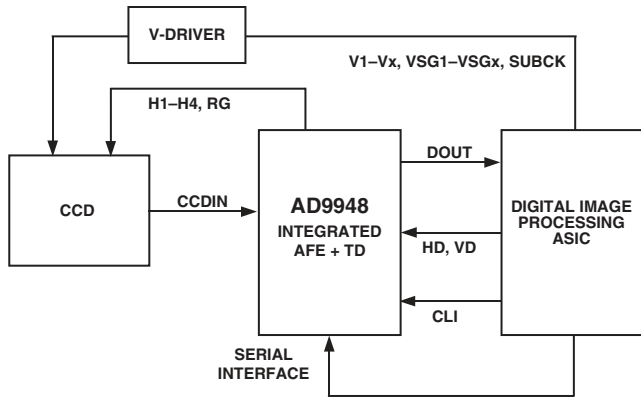 V-DRIVER
V1–Vx, VSG1–VSGx, SUBCK
H1–H4, RG
DOUT
CCD
CCDIN
AD9948
INTEGRATED
AFE + TD
DIGITAL IMAGE
PROCESSING
ASIC
HD, VD
CLI
SERIAL
INTERFACE